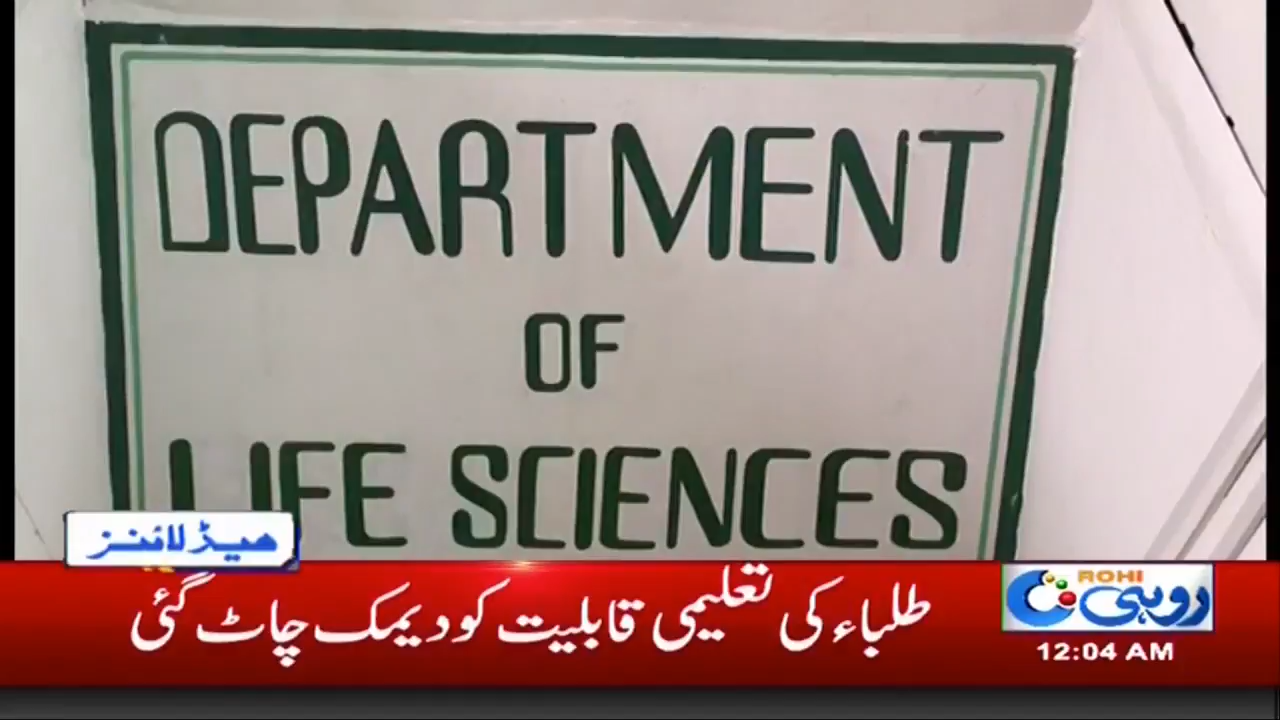 DEPARTMENT
OF
LIFE SCIENCES
ہیڈ لائنز
طلباء کی تعلیمی قابلیت کو دیمک چاٹ گئی
ROHI
روہی
12:04 AM